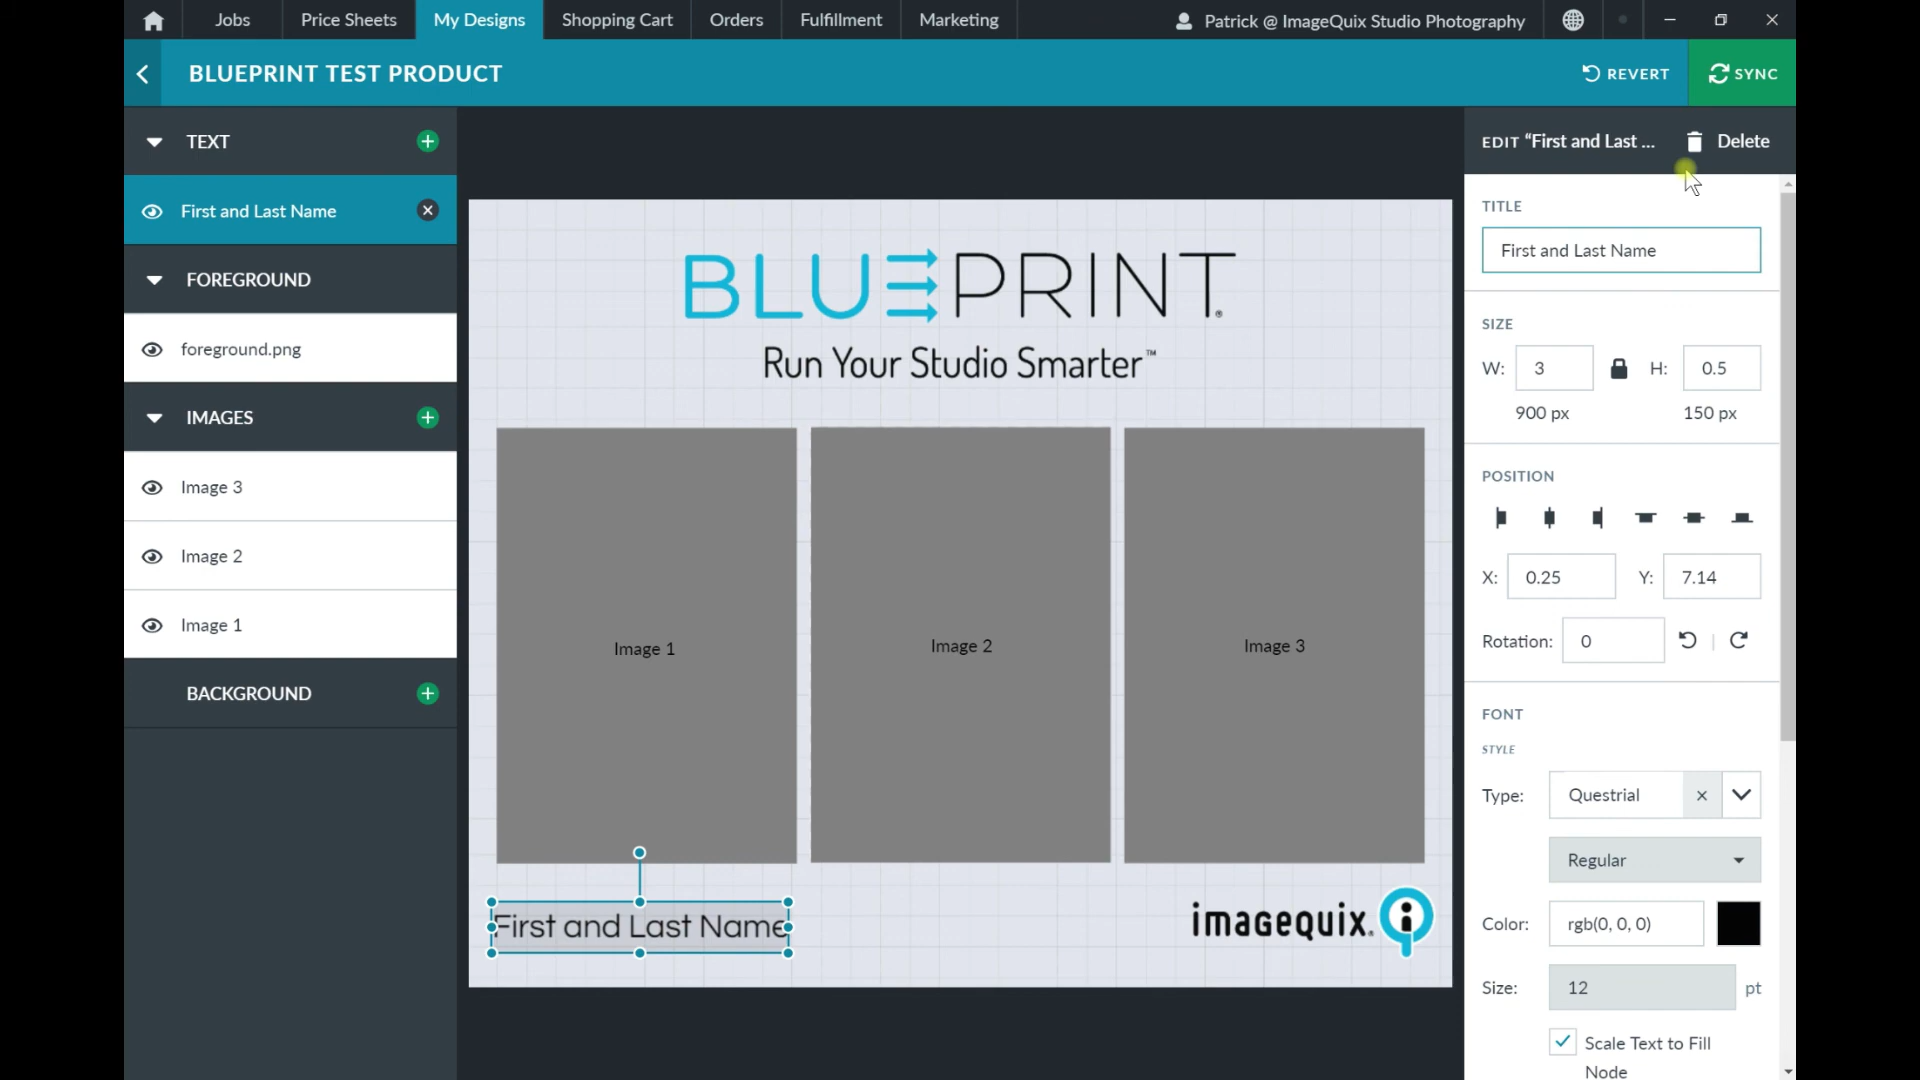 Jobs
Price Sheets
My Designs
Shopping Cart
Orders
Fulfillment
Marketing
Patrick @ ImageQuix Studio Photography
BLUEPRINT TEST PRODUCT
REVERT
SYNC
TEXT
First and Last Name
FOREGROUND
foreground.png
IMAGES
Image 3
Image 2
Image 1
BACKGROUND
BLUEPRINT®
Run Your Studio Smarter™
Image 1
Image 2
Image 3
First and Last Name
imagequix®
EDIT “First and Last ...
Delete
TITLE
First and Last Name
SIZE
W: 3 H: 0.5
900 px 150 px
POSITION
X: 0.25 Y: 7.14
Rotation: 0
FONT
STYLE
Type: Questrial
Regular
Color: rgb(0, 0, 0)
Size: 12 pt
Scale Text to Fill
Node